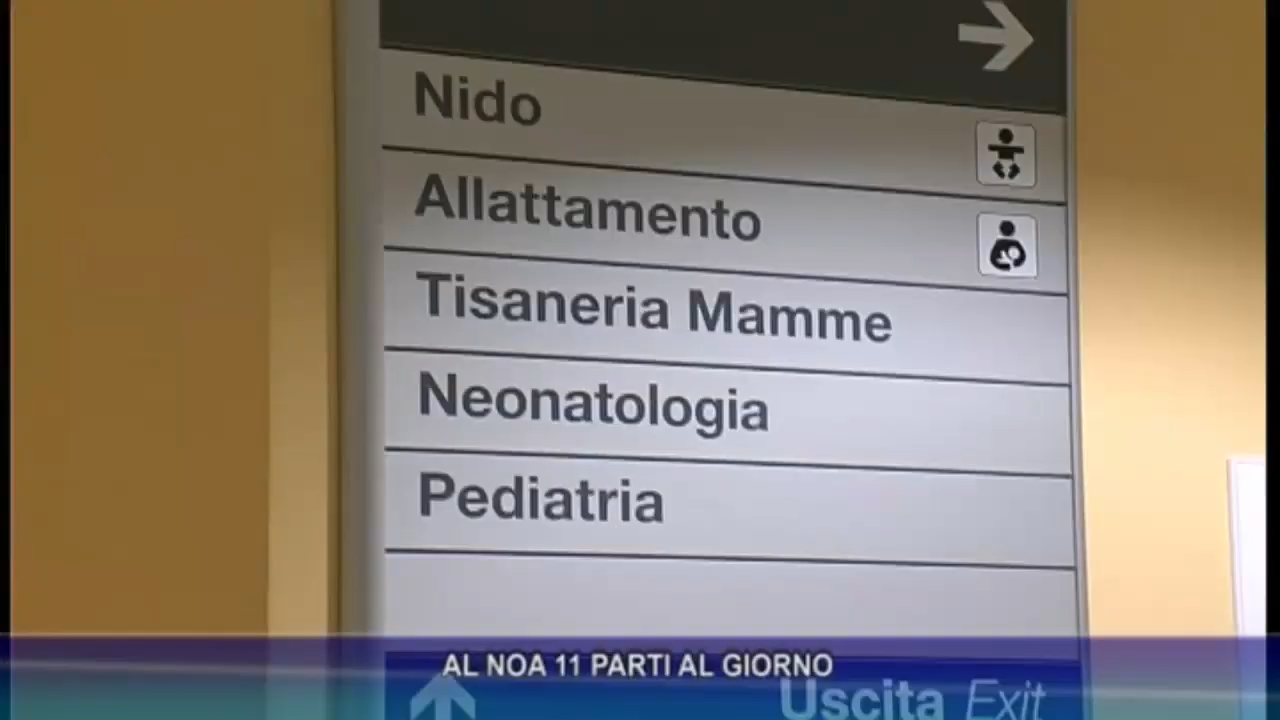 Nido
Allattamento
Tisaneria Mamme
Neonatologia
Pediatria
AL NOA 11 PARTI AL GIORNO
Uscita Exit